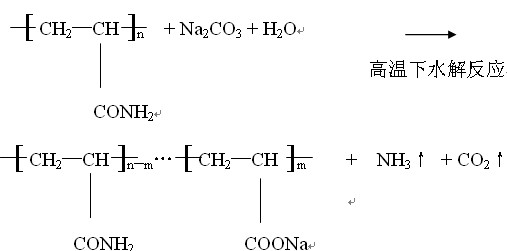 ─[ CH₂─CH─]n + Na₂CO₃ + H₂O
高温下水解反应
CONH₂
─[ CH₂─CH─]n─m…─[ CH₂─CH ]m + NH₃↑ + CO₂↑
CONH₂ COONa